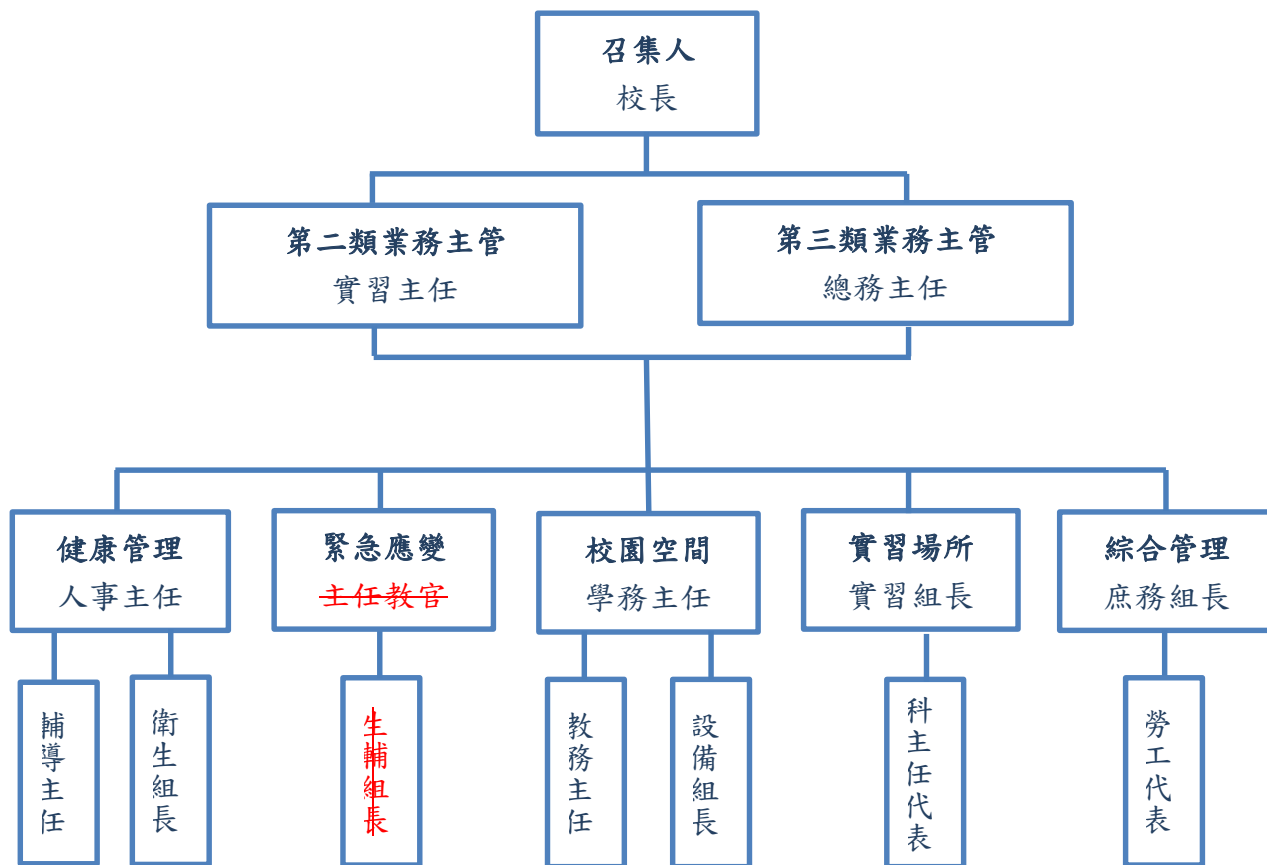 召集人
校長
第二類業務主管
實習主任
第三類業務主管
總務主任
健康管理
人事主任
緊急應變
主任教官
校園空間
學務主任
實習場所
實習組長
綜合管理
庶務組長
輔導主任
衛生組長
生輔組長
教務主任
設備組長
科主任代表
勞工代表